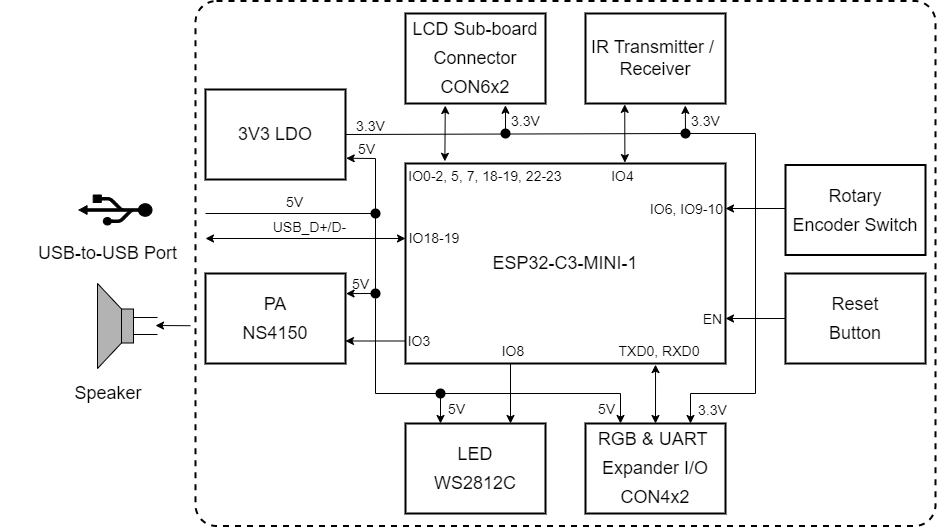 LCD Sub-board
Connector
CON6x2
IR Transmitter /
Receiver
3V3 LDO
3.3V
3.3V
3.3V
5V
IO0-2, 5, 7, 18-19, 22-23
IO4
Rotary
Encoder Switch
IO6, IO9-10
5V
USB_D+/D-
IO18-19
USB-to-USB Port
ESP32-C3-MINI-1
5V
PA
NS4150
Reset
Button
EN
IO3
IO8
TXD0, RXD0
Speaker
5V
5V
3.3V
LED
WS2812C
RGB & UART
Expander I/O
CON4x2